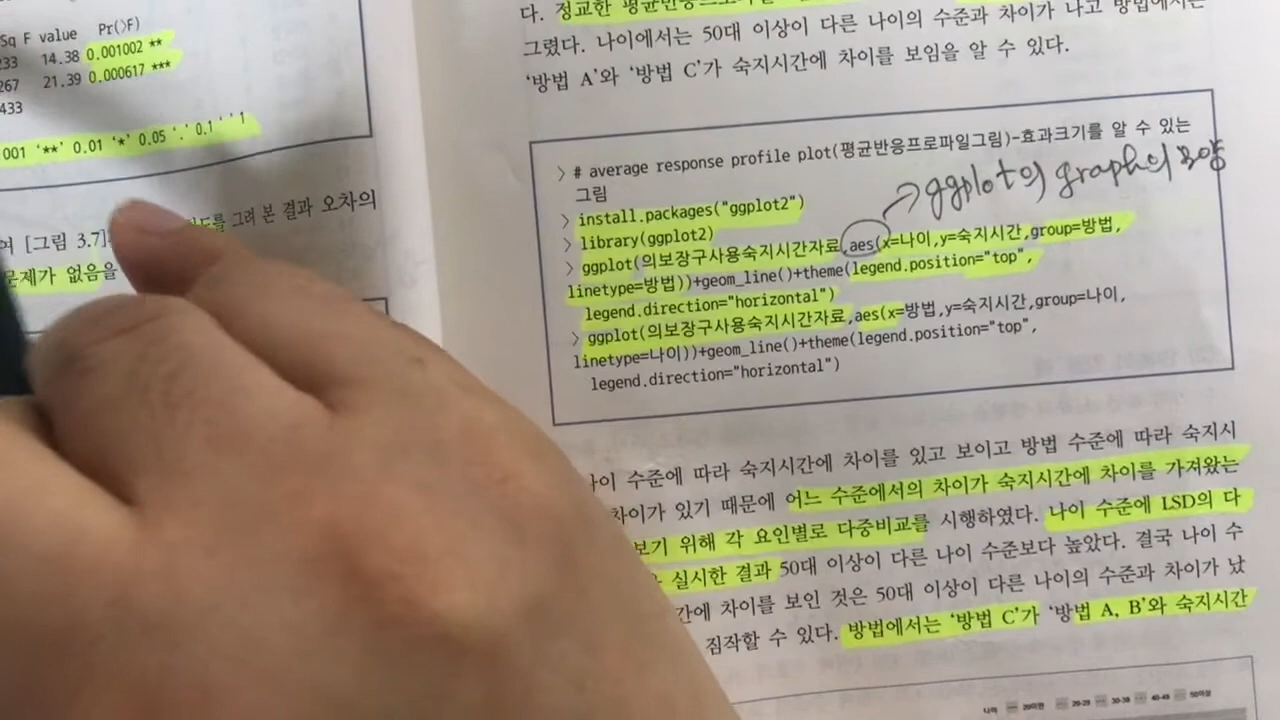 Sq F value Pr(>F)
233 14.38 0.001002 **
267 21.39 0.000617 ***
433
001 '**' 0.01 '*' 0.05 '.' 0.1 ' ' 1
그려 본 결과 오차의
여 [그림 3.7]
문제가 없음을
다. 정교한
그렸다. 나이에서는 50대 이상이 다른 나이의 수준과 차이가 나고 방법에서는
'방법 A'와 '방법 C'가 숙지시간에 차이를 보임을 알 수 있다.
> # average response profile plot(평균반응프로파일그림)-효과크기를 알 수 있는
그림
→ggplot의 graph의 모양
> install.packages("ggplot2")
> library(ggplot2)
> ggplot(의보장구사용숙지시간자료,aes(x=나이,y=숙지시간,group=방법,
linetype=방법))+geom_line()+theme(legend.position="top",
legend.direction="horizontal")
> ggplot(의보장구사용숙지시간자료,aes(x=방법,y=숙지시간,group=나이,
linetype=나이))+geom_line()+theme(legend.position="top",
legend.direction="horizontal")
수준에 따라 숙지시간에 차이를 있고 보이고 방법 수준에 따라 숙지시
차이가 있기 때문에 어느 수준에서의 차이가 숙지시간에 차이를 가져왔는
보기 위해 각 요인별로 다중비교를 시행하였다. 나이 수준에 LSD의 다
실시한 결과 50대 이상이 다른 나이 수준보다 높았다. 결국 나이 수
간에 차이를 보인 것은 50대 이상이 다른 나이의 수준과 차이가 났
짐작할 수 있다. 방법에서는 '방법 C'가 '방법 A, B'와 숙지시간
나이 20미만 20-29 30-39 40-49 50이상